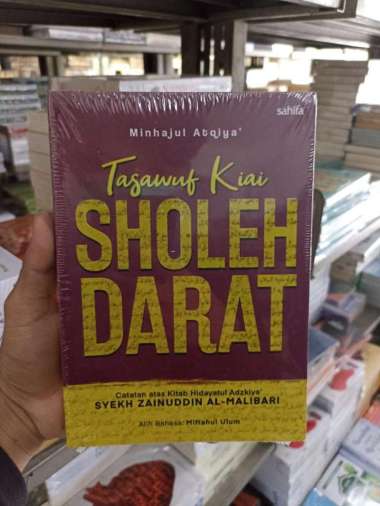 sahifa
Minhajul Atqiya'
Tasawuf Kiai
SHOLEH
DARAT
Catatan atas Kitab Hidayatul Adzkiya'
SYEKH ZAINUDDIN AL-MALIBARI
Alih Bahasa: Miftahul Ulum